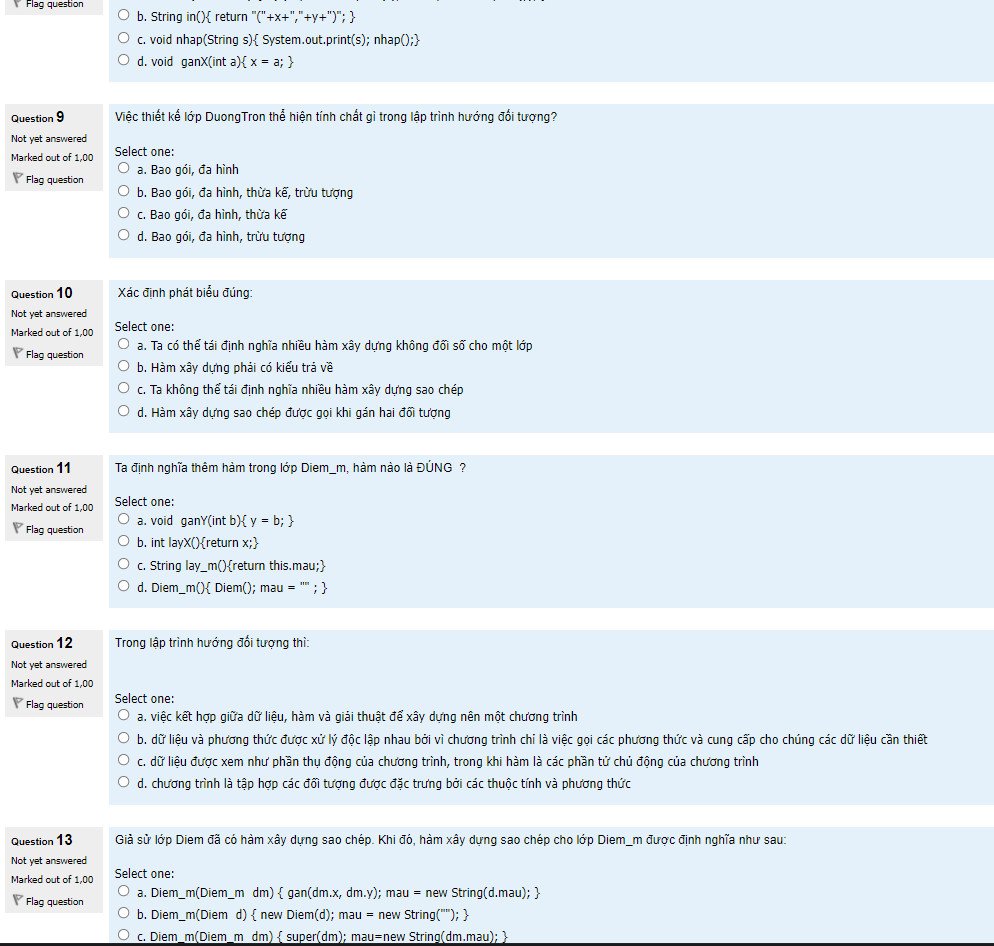 Flag question
b. String in(){ return "("+x+","+y+")"; }
c. void nhap(String s){ System.out.print(s); nhap();}
d. void ganX(int a){ x = a; }
Question 9
Not yet answered
Marked out of 1,00
Flag question
Việc thiết kế lớp DuongTron thể hiện tính chất gì trong lập trình hướng đối tượng?
Select one:
a. Bao gói, đa hình
b. Bao gói, đa hình, thừa kế, trừu tượng
c. Bao gói, đa hình, thừa kế
d. Bao gói, đa hình, trừu tượng
Question 10
Not yet answered
Marked out of 1,00
Flag question
Xác định phát biểu đúng:
Select one:
a. Ta có thể tái định nghĩa nhiều hàm xây dựng không đối số cho một lớp
b. Hàm xây dựng phải có kiểu trả về
c. Ta không thể tái định nghĩa nhiều hàm xây dựng sao chép
d. Hàm xây dựng sao chép được gọi khi gán hai đối tượng
Question 11
Not yet answered
Marked out of 1,00
Flag question
Ta định nghĩa thêm hàm trong lớp Diem_m, hàm nào là ĐÚNG ?
Select one:
a. void ganY(int b){ y = b; }
b. int layX(){return x;}
c. String lay_m(){return this.mau;}
d. Diem_m(){ Diem(); mau = "" ; }
Question 12
Not yet answered
Marked out of 1,00
Flag question
Trong lập trình hướng đối tượng thì:
Select one:
a. việc kết hợp giữa dữ liệu, hàm và giải thuật để xây dựng nên một chương trình
b. dữ liệu và phương thức được xử lý độc lập nhau bởi vì chương trình chỉ là việc gọi các phương thức và cung cấp cho chúng các dữ liệu cần thiết
c. dữ liệu được xem như phần thụ động của chương trình, trong khi hàm là các phần tử chủ động của chương trình
d. chương trình là tập hợp các đối tượng được đặc trưng bởi các thuộc tính và phương thức
Question 13
Not yet answered
Marked out of 1,00
Flag question
Giả sử lớp Diem đã có hàm xây dựng sao chép. Khi đó, hàm xây dựng sao chép cho lớp Diem_m được định nghĩa như sau:
Select one:
a. Diem_m(Diem_m dm) { gan(dm.x, dm.y); mau = new String(d.mau); }
b. Diem_m(Diem d) { new Diem(d); mau = new String(""); }
c. Diem_m(Diem_m dm) { super(dm); mau=new String(dm.mau); }